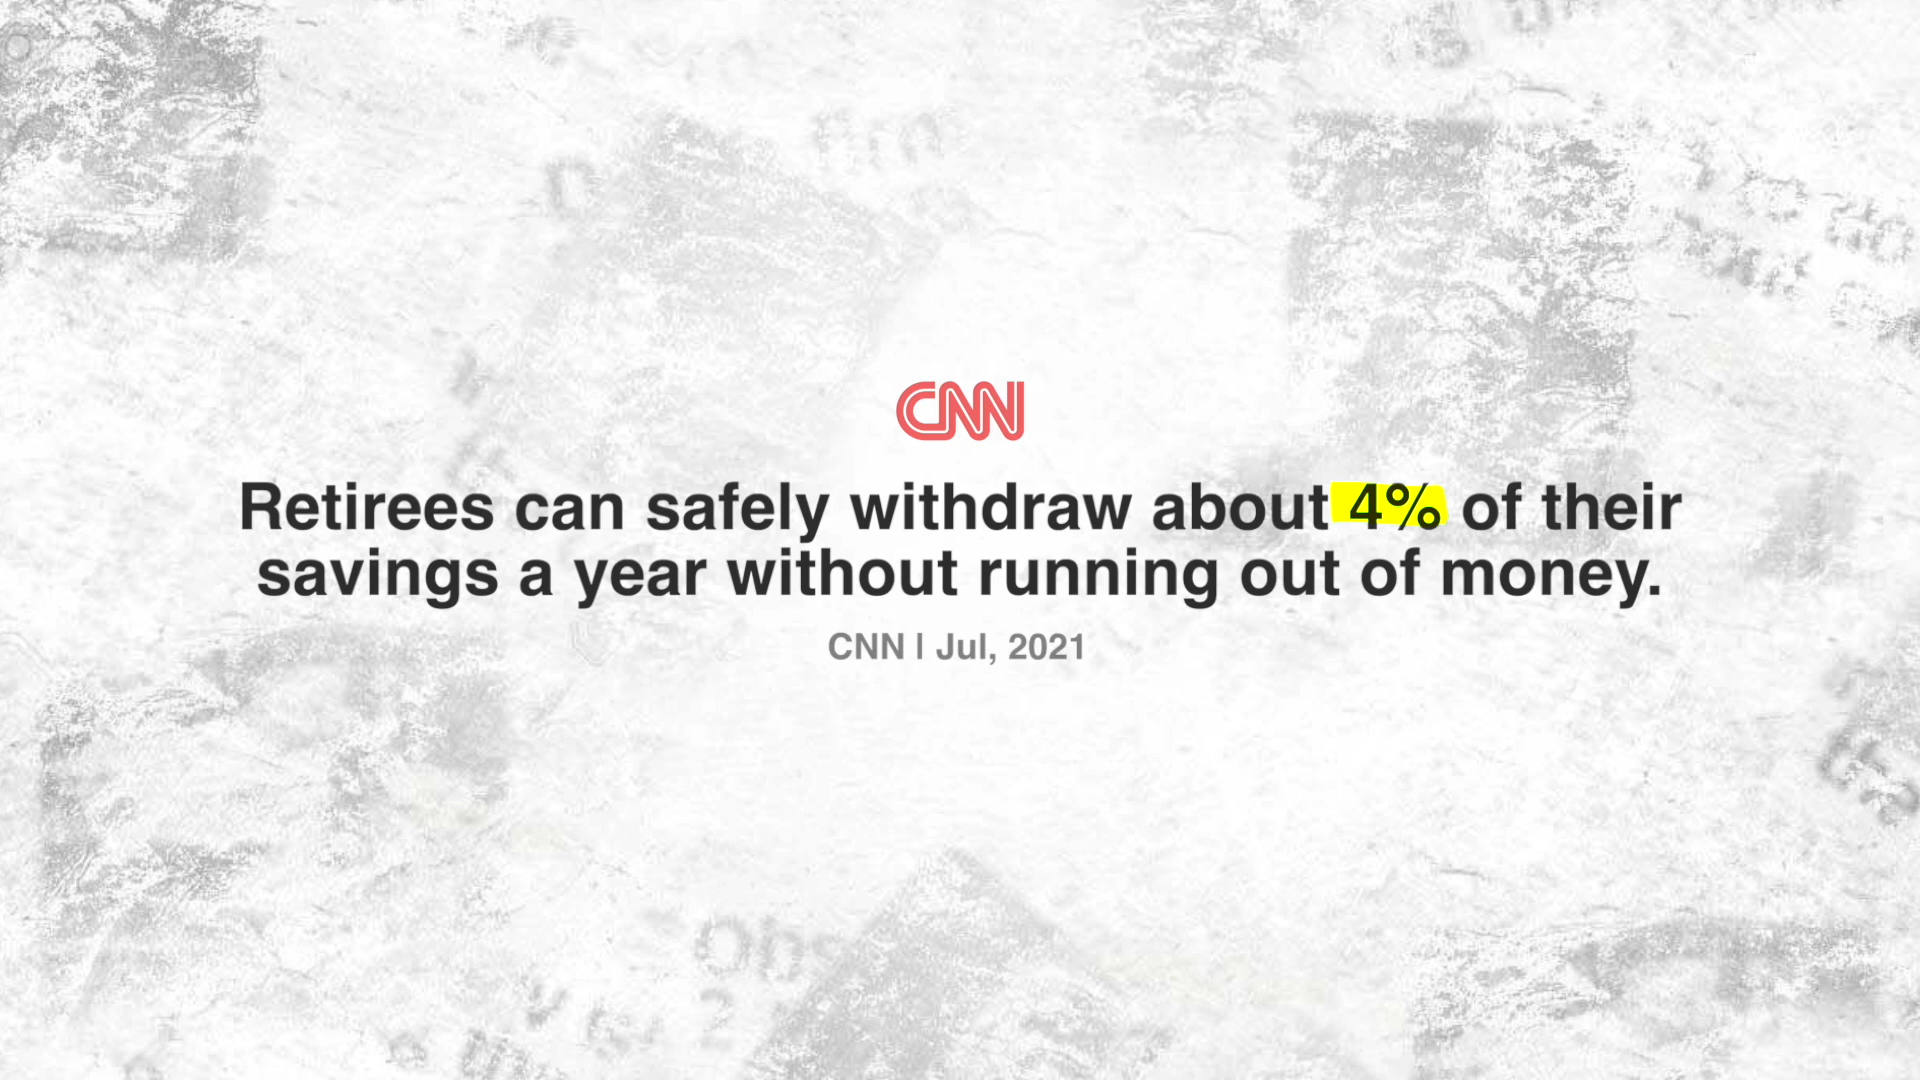 CNN
Retirees can safely withdraw about 4% of their
savings a year without running out of money.
CNN | Jul, 2021